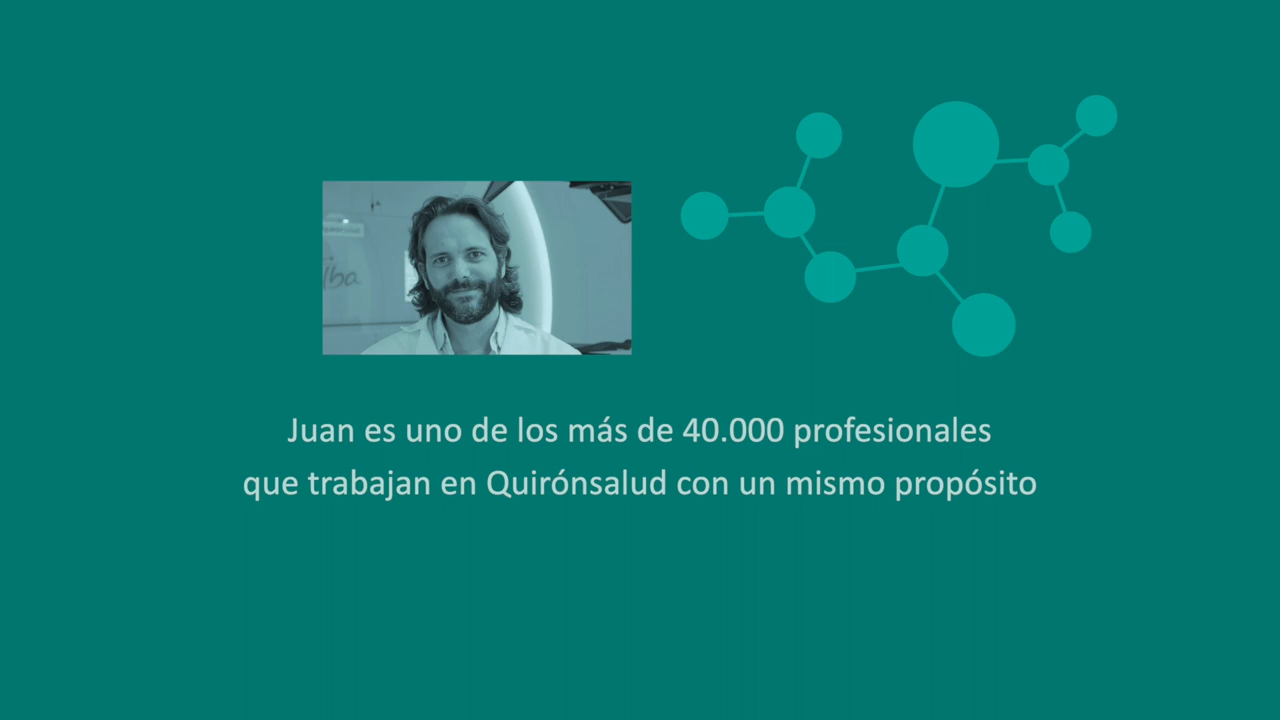 Juan es uno de los más de 40.000 profesionales
que trabajan en Quirónsalud con un mismo propósito